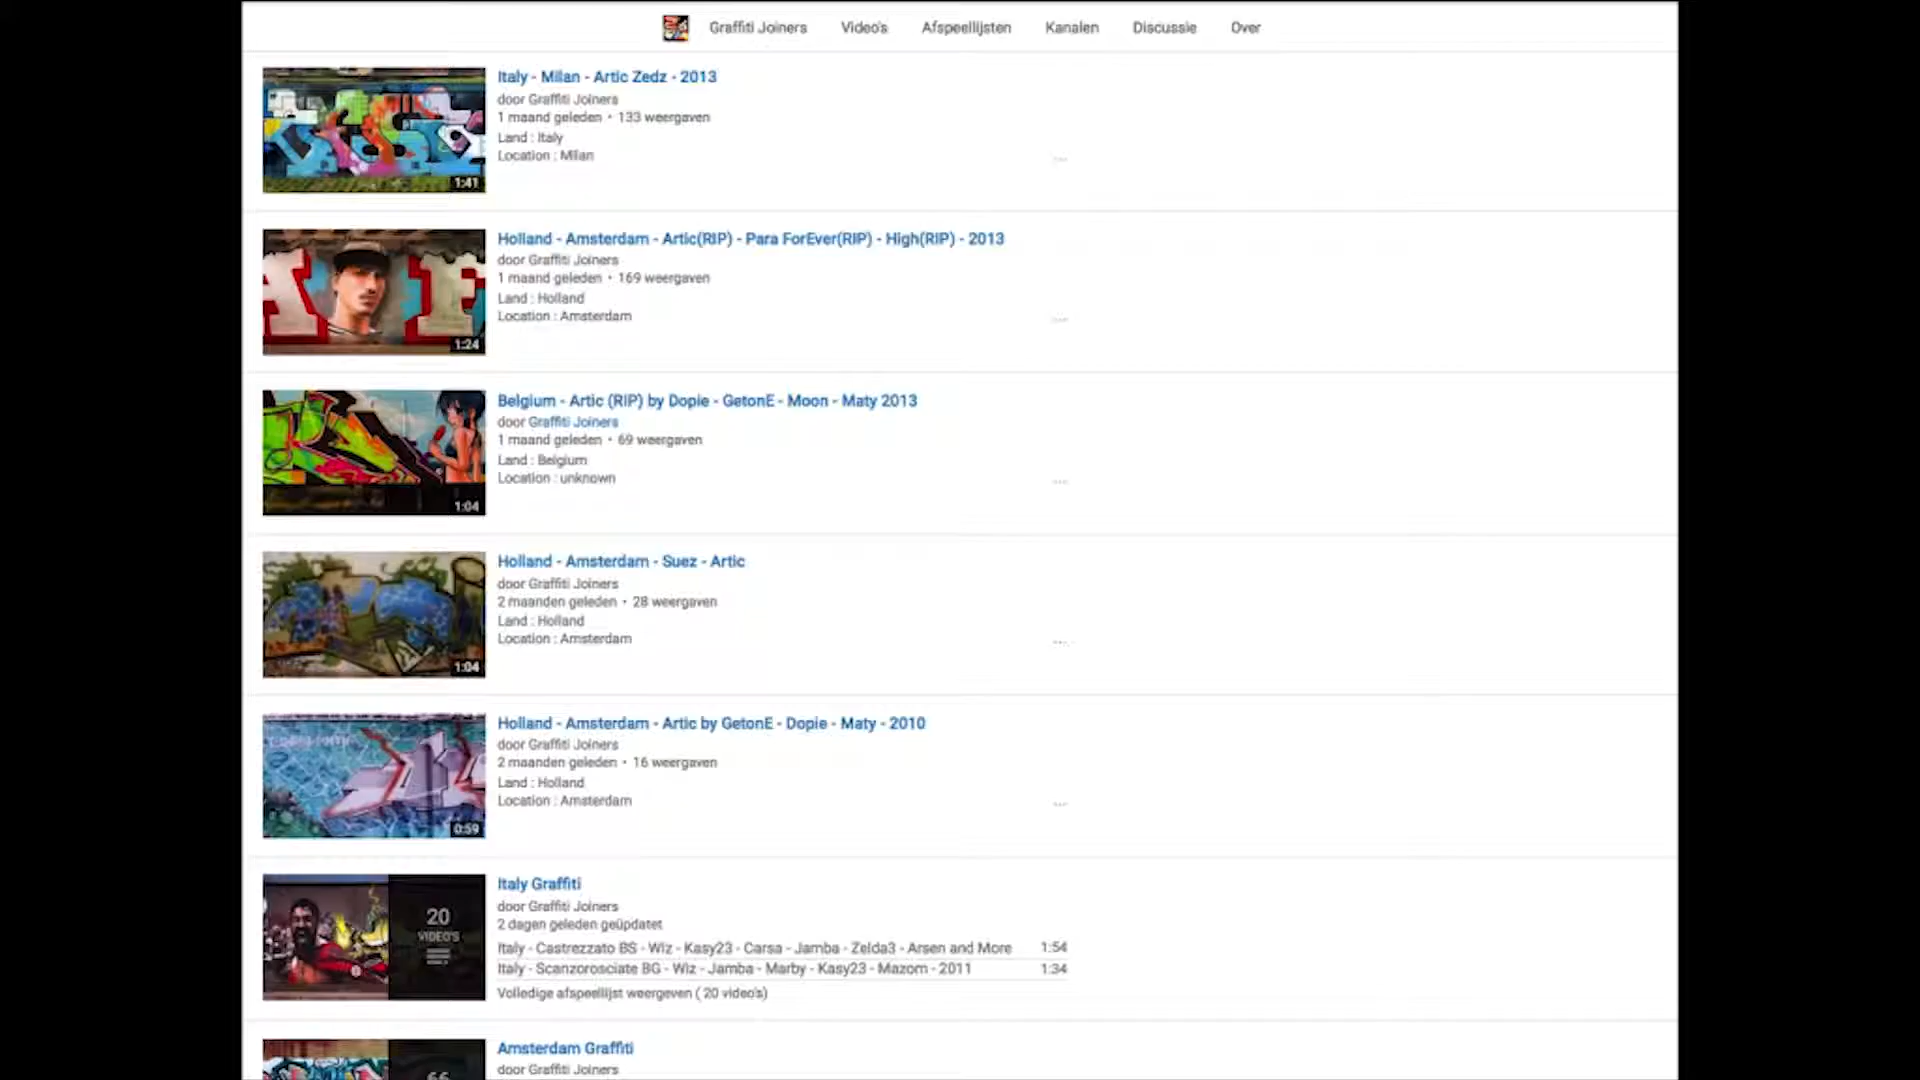 Graffiti Joiners Video's Afspeellijsten Kanalen Discussie Over
Italy - Milan - Artic Zedz - 2013
door Graffiti Joiners
1 maand geleden • 133 weergaven
Land : Italy
Location : Milan
1:41
Holland - Amsterdam - Artic(RIP) - Para ForEver(RIP) - High(RIP) - 2013
door Graffiti Joiners
1 maand geleden • 169 weergaven
Land : Holland
Location : Amsterdam
1:24
Belgium - Artic (RIP) by Dopie - GetonE - Moon - Maty 2013
door Graffiti Joiners
1 maand geleden • 69 weergaven
Land : Belgium
Location : unknown
1:04
Holland - Amsterdam - Suez - Artic
door Graffiti Joiners
2 maanden geleden • 28 weergaven
Land : Holland
Location : Amsterdam
1:04
Holland - Amsterdam - Artic by GetonE - Dopie - Maty - 2010
door Graffiti Joiners
2 maanden geleden • 16 weergaven
Land : Holland
Location : Amsterdam
0:59
Italy Graffiti
door Graffiti Joiners
2 dagen geleden geüpdatet
20
VIDEO'S
Italy - Castrezzato BS - Wiz - Kasy23 - Carsa - Jamba - Zelda3 - Arsen and More 1:54
Italy - Scanzorosciate BG - Wiz - Jamba - Marby - Kasy23 - Mazom - 2011 1:34
Volledige afspeellijst weergeven ( 20 video's)
Amsterdam Graffiti
door Graffiti Joiners
66